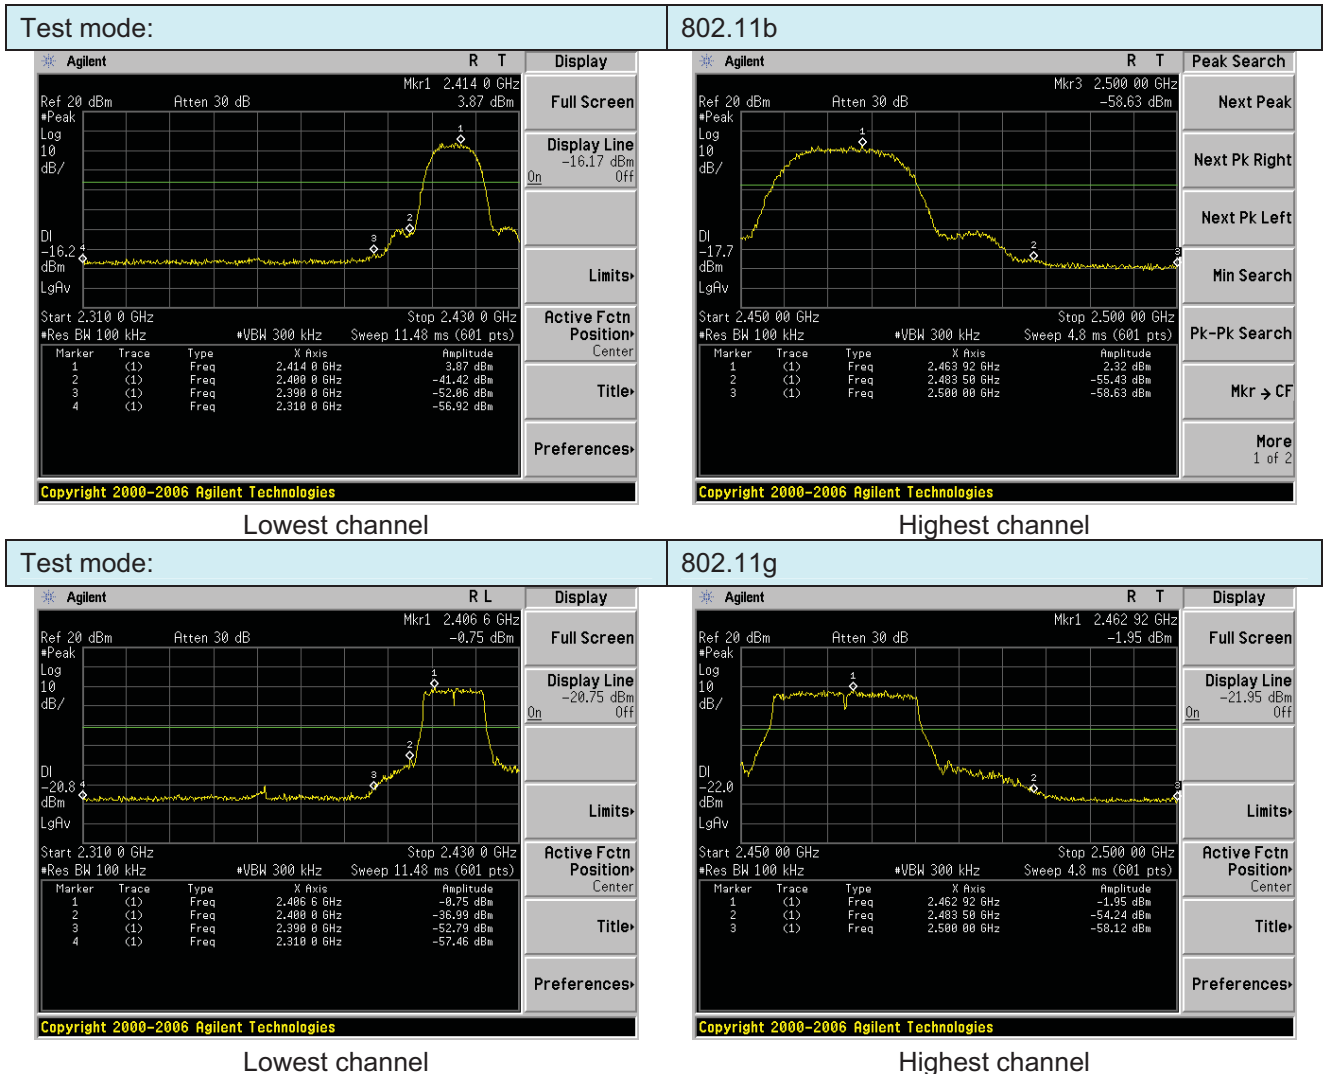 Test mode: 802.11b
Agilent R T Display
Mkr1 2.414 0 GHz
Ref 20 dBm Atten 30 dB 3.87 dBm
#Peak
Log
10
dB/
1
2
3
4
DI
-16.2
dBm
LgAv
Start 2.310 0 GHz Stop 2.430 0 GHz
#Res BW 100 kHz #VBW 300 kHz Sweep 11.48 ms (601 pts)
Marker Trace Type X Axis Amplitude
1 (1) Freq 2.414 0 GHz 3.87 dBm
2 (1) Freq 2.400 0 GHz -41.42 dBm
3 (1) Freq 2.390 0 GHz -52.06 dBm
4 (1) Freq 2.310 0 GHz -56.92 dBm
Full Screen
Display Line
-16.17 dBm
On Off
Limits
Active Fctn
Position
Center
Title
Preferences
Copyright 2000-2006 Agilent Technologies
Lowest channel
Agilent R T Peak Search
Mkr3 2.500 00 GHz
Ref 20 dBm Atten 30 dB -58.63 dBm
#Peak
Log
10
dB/
1
2
3
DI
-17.7
dBm
LgAv
Start 2.450 00 GHz Stop 2.500 00 GHz
#Res BW 100 kHz #VBW 300 kHz Sweep 4.8 ms (601 pts)
Marker Trace Type X Axis Amplitude
1 (1) Freq 2.463 92 GHz 2.32 dBm
2 (1) Freq 2.483 50 GHz -55.43 dBm
3 (1) Freq 2.500 00 GHz -58.63 dBm
Next Peak
Next Pk Right
Next Pk Left
Min Search
Pk-Pk Search
Mkr → CF
More
1 of 2
Copyright 2000-2006 Agilent Technologies
Highest channel
Test mode: 802.11g
Agilent R L Display
Mkr1 2.406 6 GHz
Ref 20 dBm Atten 30 dB -0.75 dBm
#Peak
Log
10
dB/
1
2
3
4
DI
-20.8
dBm
LgAv
Start 2.310 0 GHz Stop 2.430 0 GHz
#Res BW 100 kHz #VBW 300 kHz Sweep 11.48 ms (601 pts)
Marker Trace Type X Axis Amplitude
1 (1) Freq 2.406 6 GHz -0.75 dBm
2 (1) Freq 2.400 0 GHz -36.99 dBm
3 (1) Freq 2.390 0 GHz -52.79 dBm
4 (1) Freq 2.310 0 GHz -57.46 dBm
Full Screen
Display Line
-20.75 dBm
On Off
Limits
Active Fctn
Position
Center
Title
Preferences
Copyright 2000-2006 Agilent Technologies
Lowest channel
Agilent R T Display
Mkr1 2.462 92 GHz
Ref 20 dBm Atten 30 dB -1.95 dBm
#Peak
Log
10
dB/
1
2
3
DI
-22.0
dBm
LgAv
Start 2.450 00 GHz Stop 2.500 00 GHz
#Res BW 100 kHz #VBW 300 kHz Sweep 4.8 ms (601 pts)
Marker Trace Type X Axis Amplitude
1 (1) Freq 2.462 92 GHz -1.95 dBm
2 (1) Freq 2.483 50 GHz -54.24 dBm
3 (1) Freq 2.500 00 GHz -58.12 dBm
Full Screen
Display Line
-21.95 dBm
On Off
Limits
Active Fctn
Position
Center
Title
Preferences
Copyright 2000-2006 Agilent Technologies
Highest channel